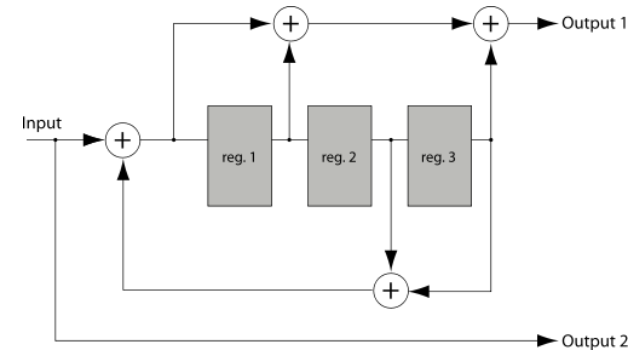 Output 1
Input
+
+
+
reg. 1
reg. 2
reg. 3
+
Output 2